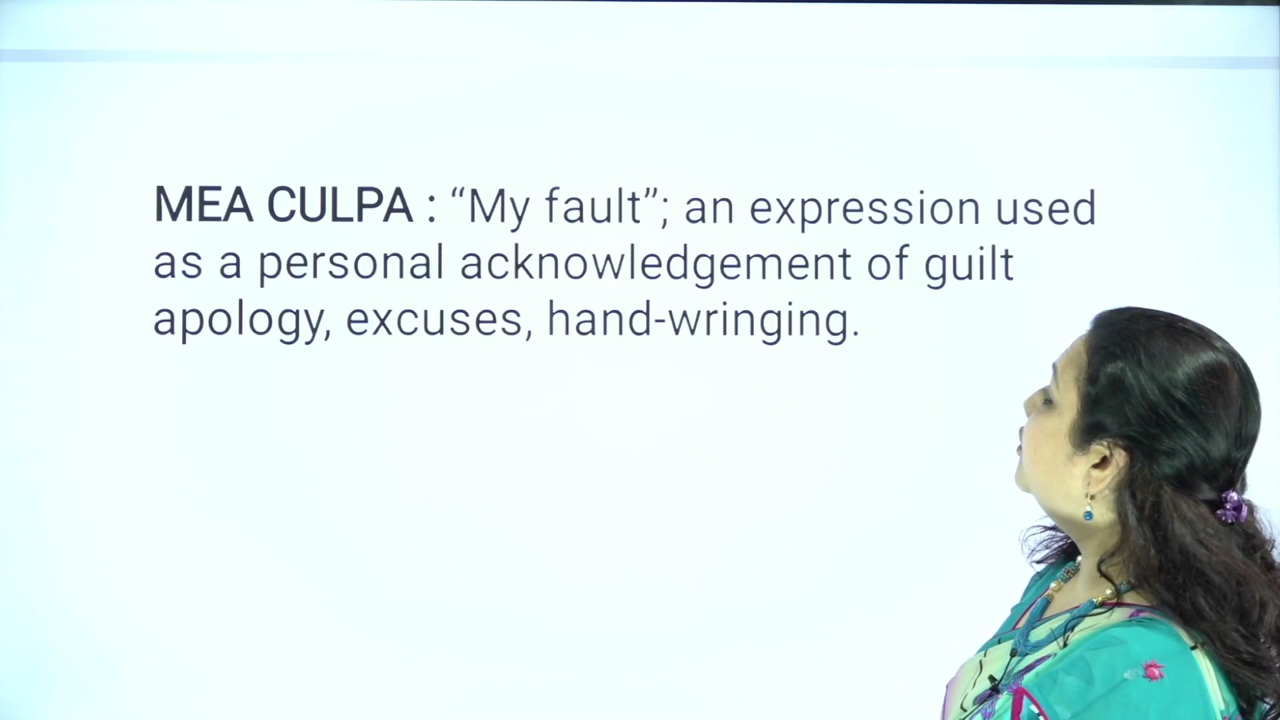 MEA CULPA : “My fault”; an expression used
as a personal acknowledgement of guilt
apology, excuses, hand-wringing.